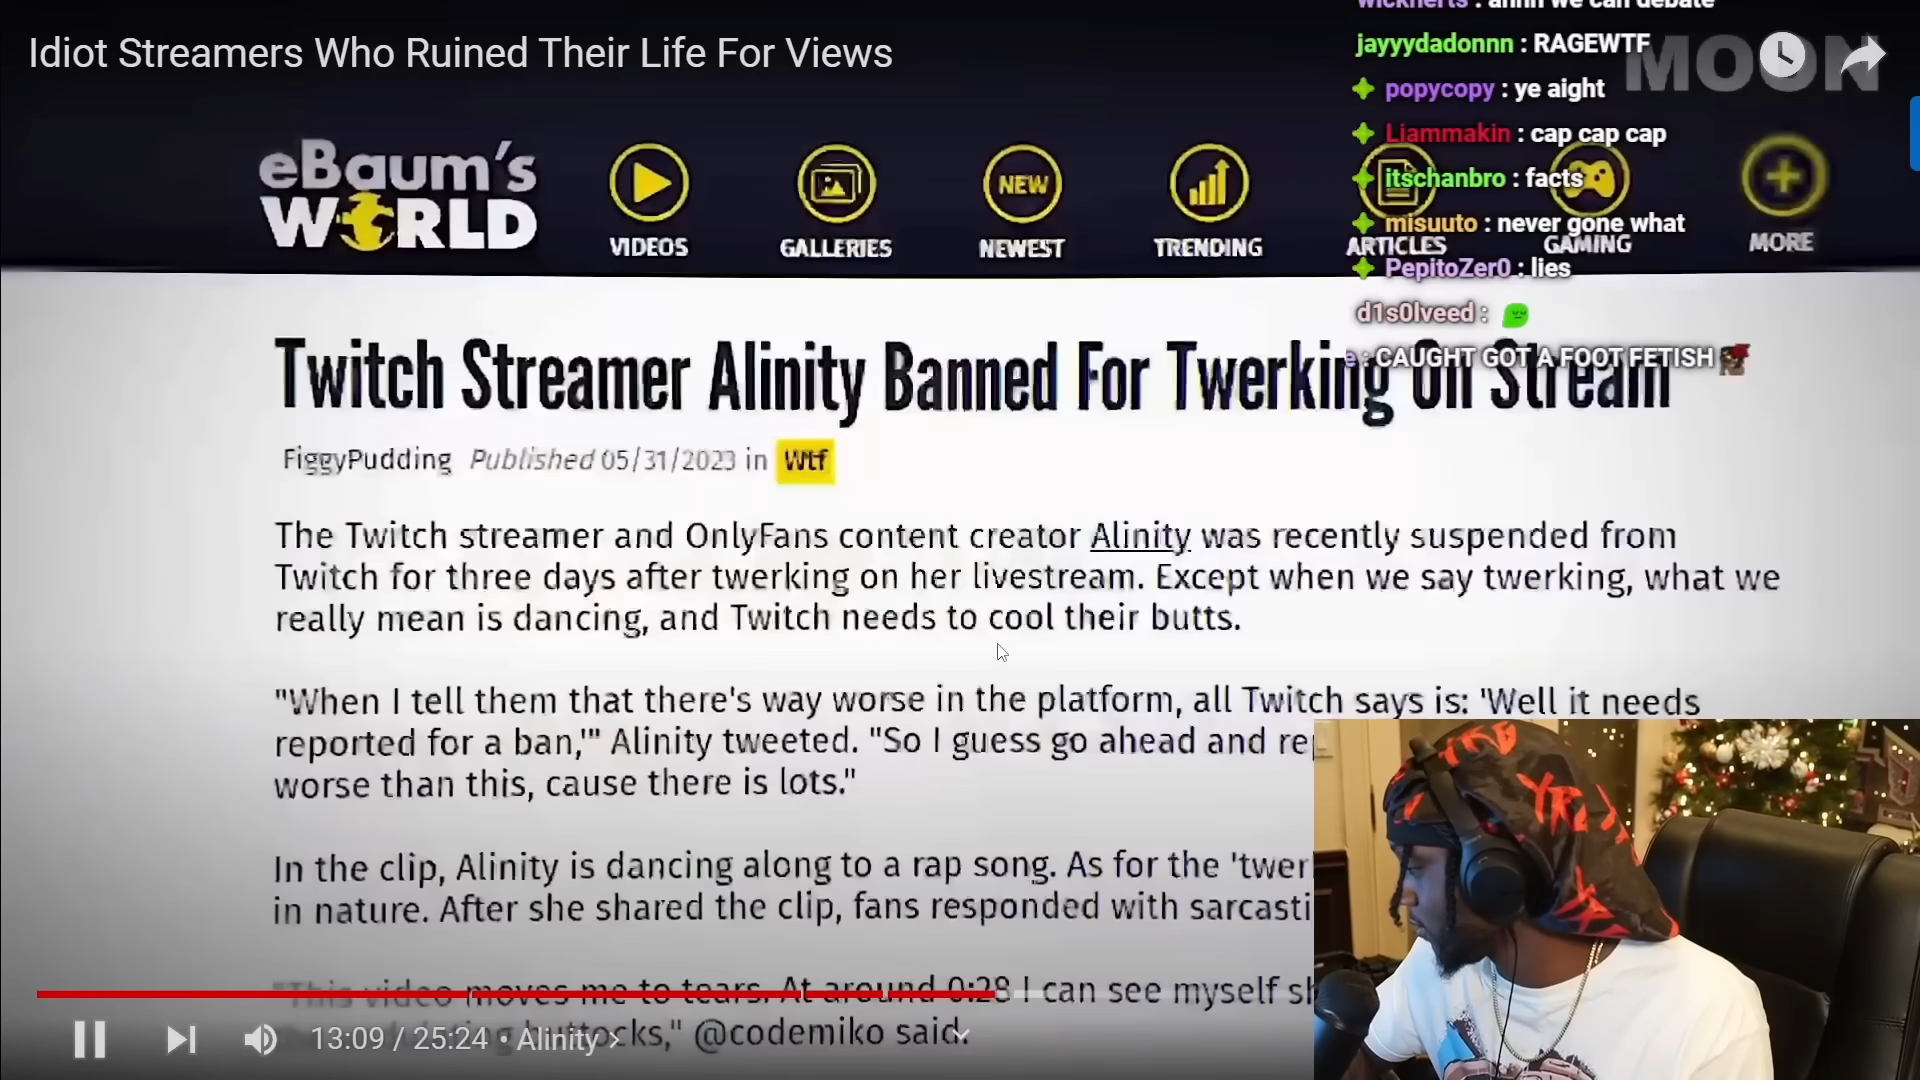 Idiot Streamers Who Ruined Their Life For Views
MOON
: ahhh we can debate
jayyydadonnn : RAGEWTF
popycopy : ye aight
Liammakin : cap cap cap
itschanbro : facts
misuuto : never gone what
PepitoZer0 : lies
d1s0lveed :
e : CAUGHT GOT A FOOT FETISH
eBaum's
WORLD
VIDEOS
GALLERIES
NEW
NEWEST
TRENDING
ARTICLES
GAMING
MORE
Twitch Streamer Alinity Banned For Twerking On Stream
FiggyPudding Published 05/31/2023 in Wtf
The Twitch streamer and OnlyFans content creator Alinity was recently suspended from
Twitch for three days after twerking on her livestream. Except when we say twerking, what we
really mean is dancing, and Twitch needs to cool their butts.
"When I tell them that there's way worse in the platform, all Twitch says is: 'Well it needs
reported for a ban,'" Alinity tweeted. "So I guess go ahead and rep
worse than this, cause there is lots."
In the clip, Alinity is dancing along to a rap song. As for the 'twer
in nature. After she shared the clip, fans responded with sarcasti
"This video moves me to tears. At around 0:28 I can see myself sh
buttocks," @codemiko said.
13:09 / 25:24 • Alinity >